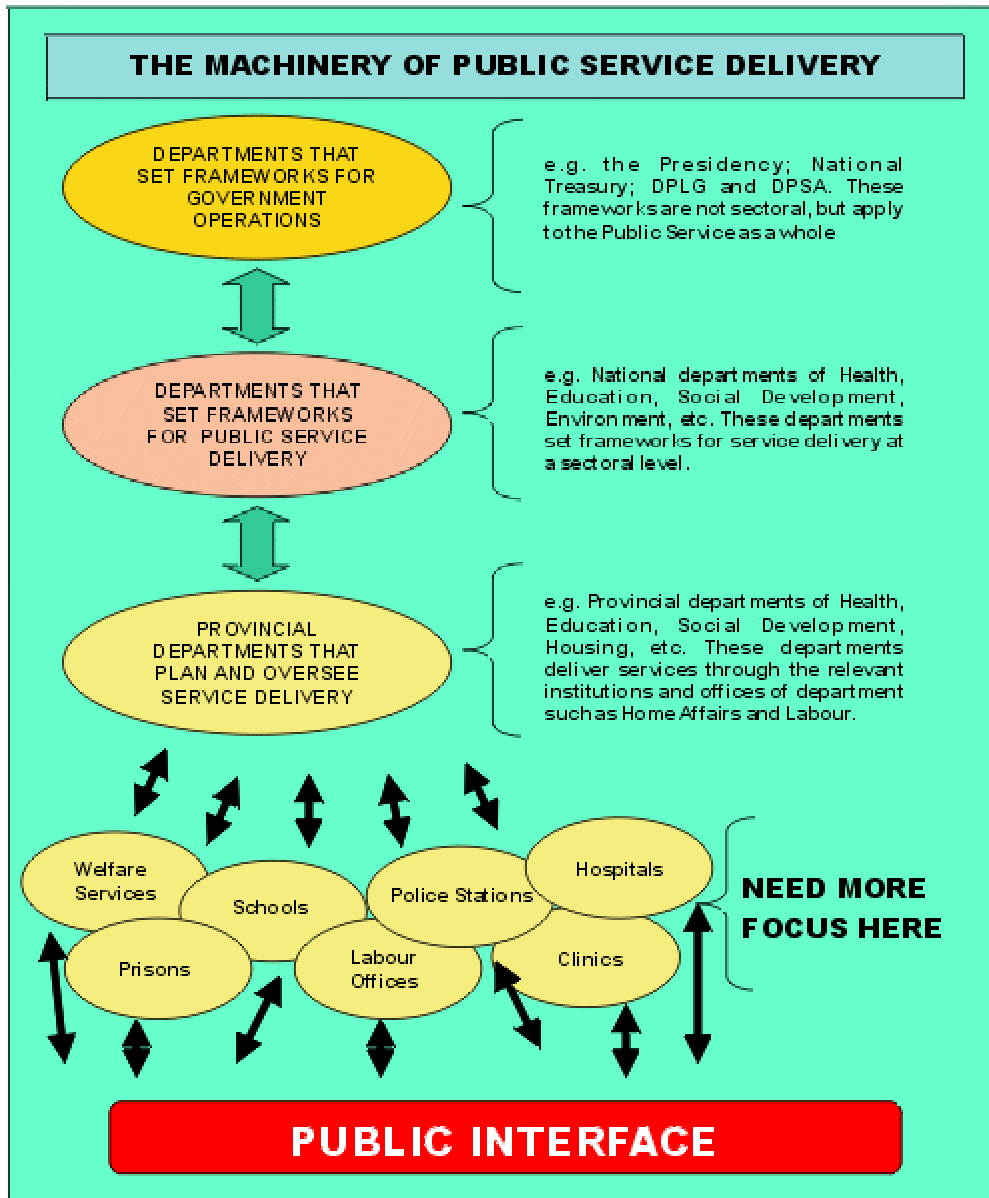 THE MACHINERY OF PUBLIC SERVICE DELIVERY
DEPARTMENTS THAT
SET FRAMEWORKS FOR
GOVERNMENT
OPERATIONS
e.g. the Presidency; National
Treasury; DPLG and DPSA. These
frameworks are not sectoral, but apply
to the Public Service as a whole
DEPARTMENTS THAT
SET FRAMEWORKS
FOR PUBLIC SERVICE
DELIVERY
e.g. National departments of Health,
Education, Social Development,
Environment, etc. These departments
set frameworks for service delivery at
a sectoral level.
PROVINCIAL
DEPARTMENTS THAT
PLAN AND OVERSEE
SERVICE DELIVERY
e.g. Provincial departments of Health,
Education, Social Development,
Housing, etc. These departments
deliver services through the relevant
institutions and offices of department
such as Home Affairs and Labour.
Welfare
Services
Schools
Police Stations
Hospitals
Prisons
Labour
Offices
Clinics
NEED MORE
FOCUS HERE
PUBLIC INTERFACE